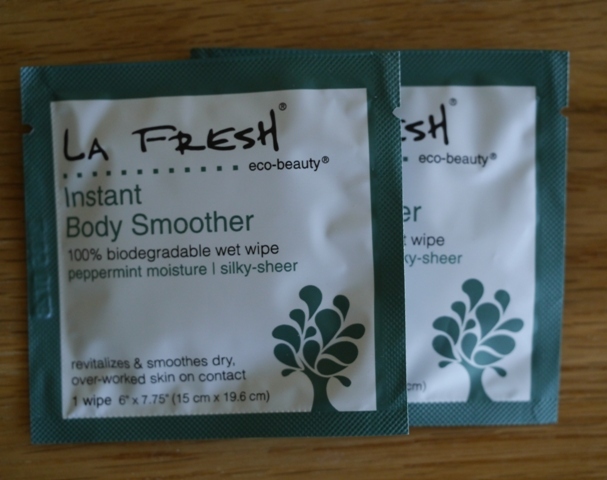 LA FRESH®
eco-beauty®
Instant
Body Smoother
100% biodegradable wet wipe
peppermint moisture | silky-sheer
revitalizes & smoothes dry,
over-worked skin on contact
1 wipe 6" x 7.75" (15 cm x 19.6 cm)
ESH®
eco-beauty®
er
t wipe
ky-sheer
cm)